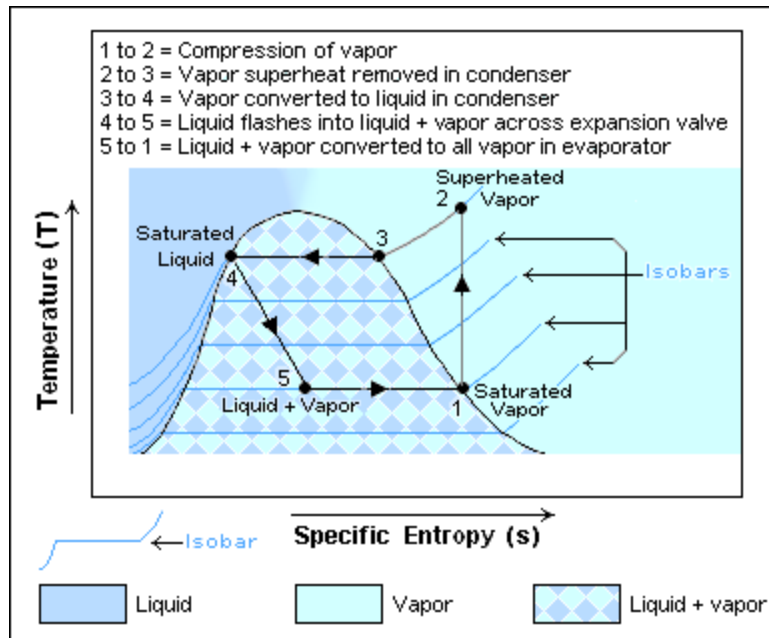 1 to 2 = Compression of vapor
2 to 3 = Vapor superheat removed in condenser
3 to 4 = Vapor converted to liquid in condenser
4 to 5 = Liquid flashes into liquid + vapor across expansion valve
5 to 1 = Liquid + vapor converted to all vapor in evaporator
Temperature (T)
Superheated
2 Vapor
Saturated
Liquid
3
4
Isobars
5
Liquid + Vapor
1
Saturated
Vapor
Isobar
Specific Entropy (s)
Liquid
Vapor
Liquid + vapor